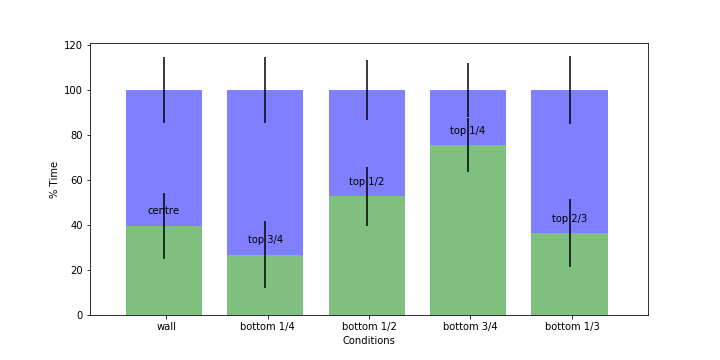 120
100
80
60
40
20
0
% Time
centre
top 3/4
top 1/2
top 1/4
top 2/3
wall
bottom 1/4
bottom 1/2
bottom 3/4
bottom 1/3
Conditions